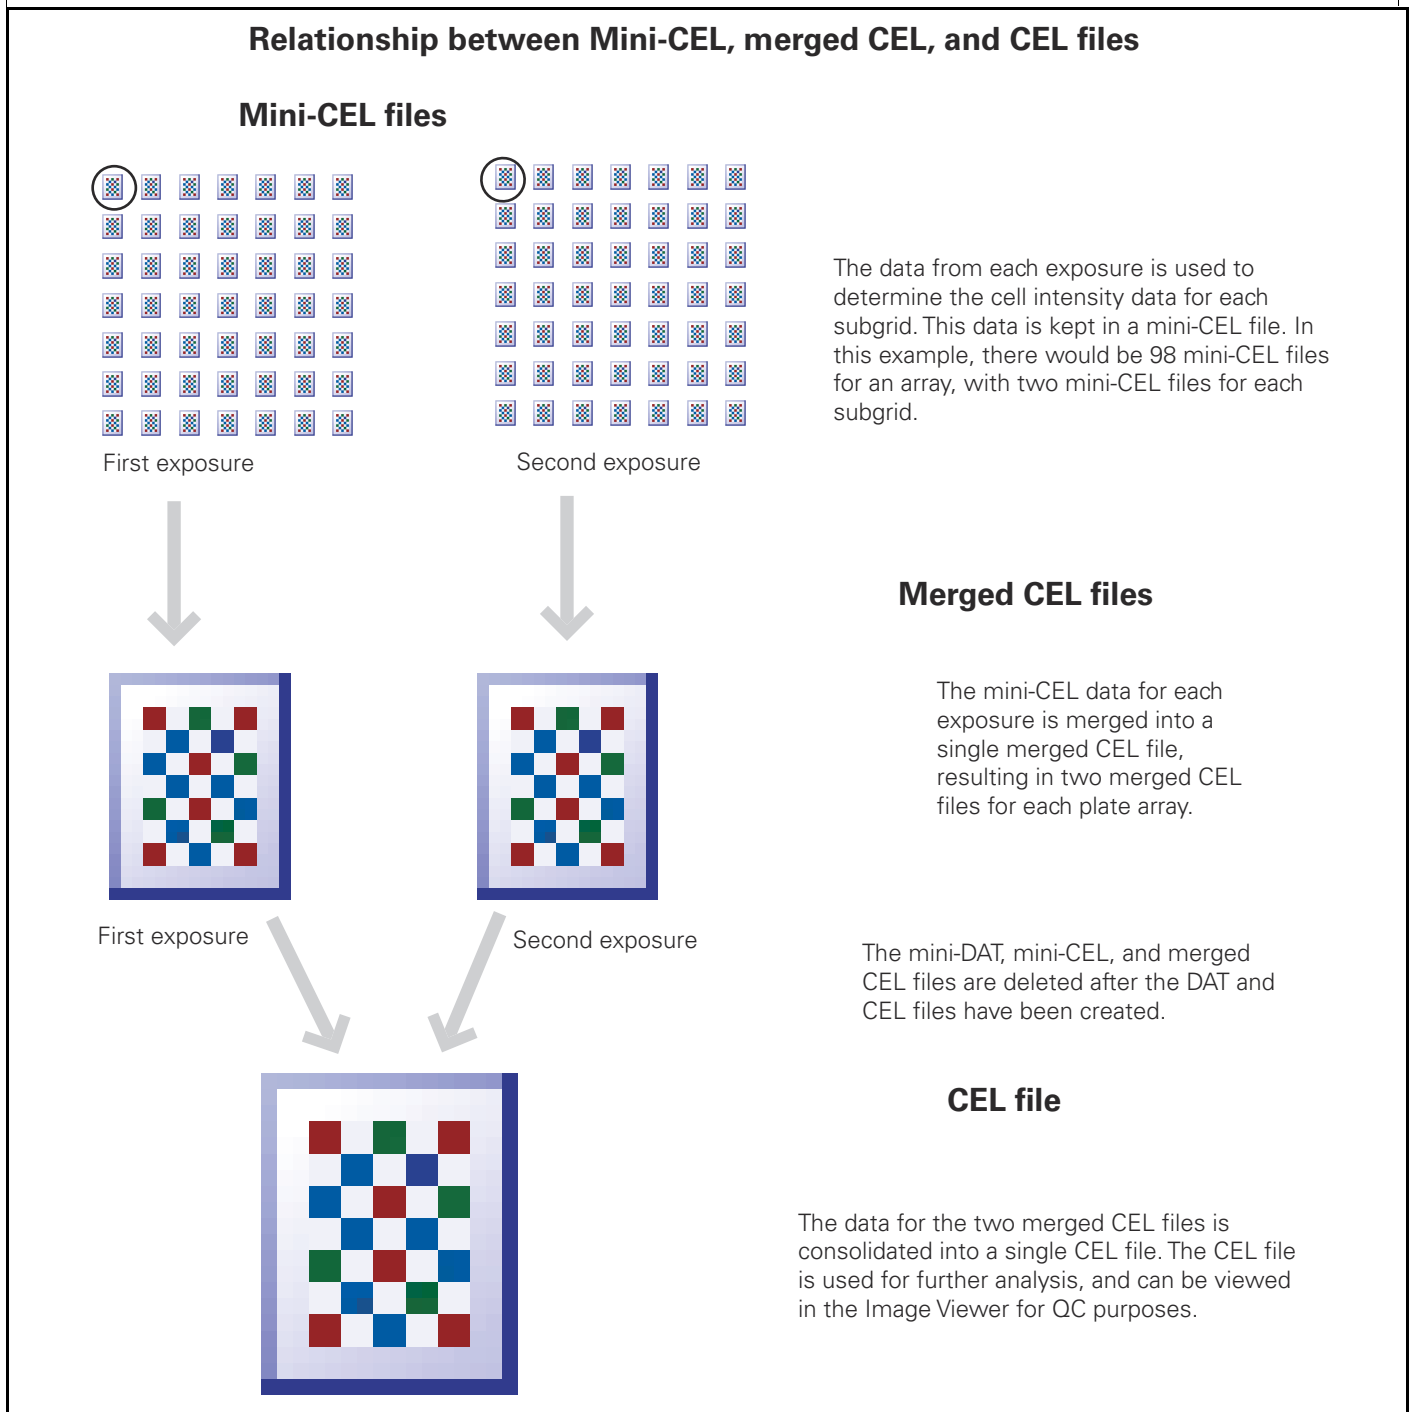 Relationship between Mini-CEL, merged CEL, and CEL files
Mini-CEL files
The data from each exposure is used to
determine the cell intensity data for each
subgrid. This data is kept in a mini-CEL file. In
this example, there would be 98 mini-CEL files
for an array, with two mini-CEL files for each
subgrid.
First exposure
Second exposure
Merged CEL files
The mini-CEL data for each
exposure is merged into a
single merged CEL file,
resulting in two merged CEL
files for each plate array.
First exposure
Second exposure
The mini-DAT, mini-CEL, and merged
CEL files are deleted after the DAT and
CEL files have been created.
CEL file
The data for the two merged CEL files is
consolidated into a single CEL file. The CEL file
is used for further analysis, and can be viewed
in the Image Viewer for QC purposes.